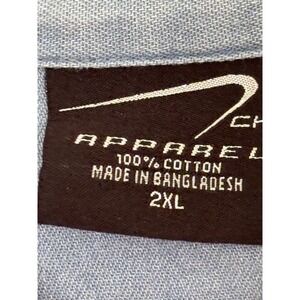 CH
APPAREL
100% COTTON
MADE IN BANGLADESH
2XL